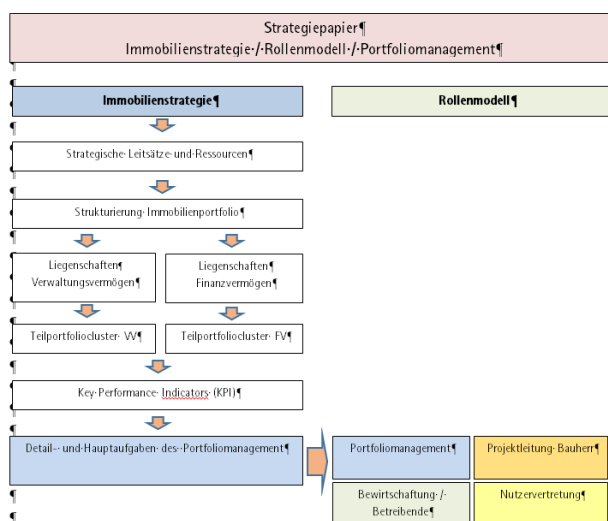 Strategiepapier¶
Immobilienstrategie·/·Rollenmodell·/·Portfoliomanagement¶
¶
¶
¶
Immobilienstrategie¶
Rollenmodell¶
¶
¶
Strategische·Leitsätze·und·Ressourcen¶
¶
¶
Strukturierung·Immobilienportfolio¶
¶
¶
Liegenschaften¶
Verwaltungsvermögen¶
Liegenschaften¶
Finanzvermögen¶
¶
¶
Teilportfoliocluster·VV¶
Teilportfoliocluster·FV¶
¶
¶
Key·Performance·Indicators·(KPI)¶
¶
¶
Detail-·und·Hauptaufgaben·des··Portfoliomanagement¶
Portfoliomanagement¶
Projektleitung·Bauherr¶
¶
Bewirtschaftung·/·
Betreibende¶
Nutzervertretung¶
¶